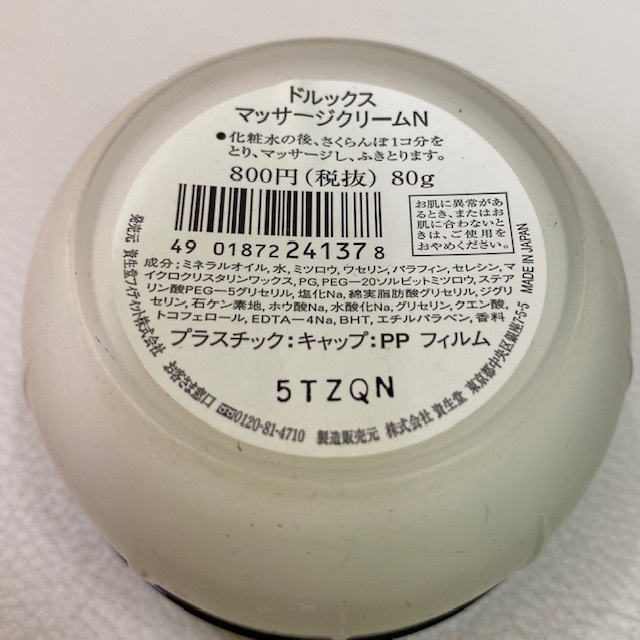 ドルックス
マッサージクリームN
●化粧水の後、さくらんぼ1コ分を
とり、マッサージし、ふきとります。
800円(税抜) 80g
4901872241378
お肌に異常があ
るとき、またはお
肌に合わないと
きは、ご使用を
おやめください。
成分;ミネラルオイル, 水, ミツロウ, ワセリン, パラフィン, セレシン, マ
イクロクリスタリンワックス, PG, PEG-20ソルビットミツロウ, ステア
リン酸PEG-5グリセリル, 塩化Na, 綿実脂肪酸グリセリル, ジグリ
セリン, 石ケン素地, ホウ酸Na, 水酸化Na, グリセリン, クエン酸,
トコフェロール, EDTA-4Na, BHT, エチルパラベン, 香料
プラスチック:キャップ:PP フィルム
5TZQN
発売元 資生堂フィティット株式会社
お客さま窓口 0120-81-4710
製造販売元 株式会社 資生堂 東京都中央区銀座7-5-5
MADE IN JAPAN